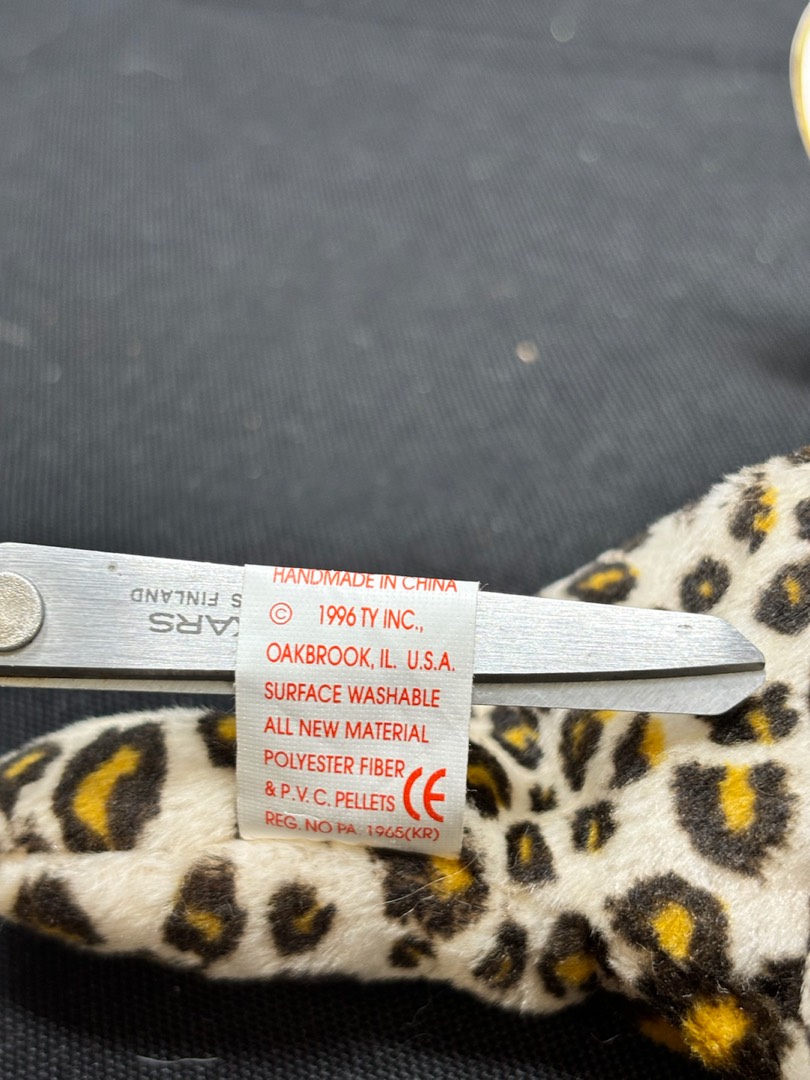 HANDMADE IN CHINA
© 1996 TY INC.,
OAKBROOK, IL. U.S.A.
SURFACE WASHABLE
ALL NEW MATERIAL
POLYESTER FIBER
& P.V.C. PELLETS CE
REG. NO PA. 1965(KR)
KARS
S FINLAND